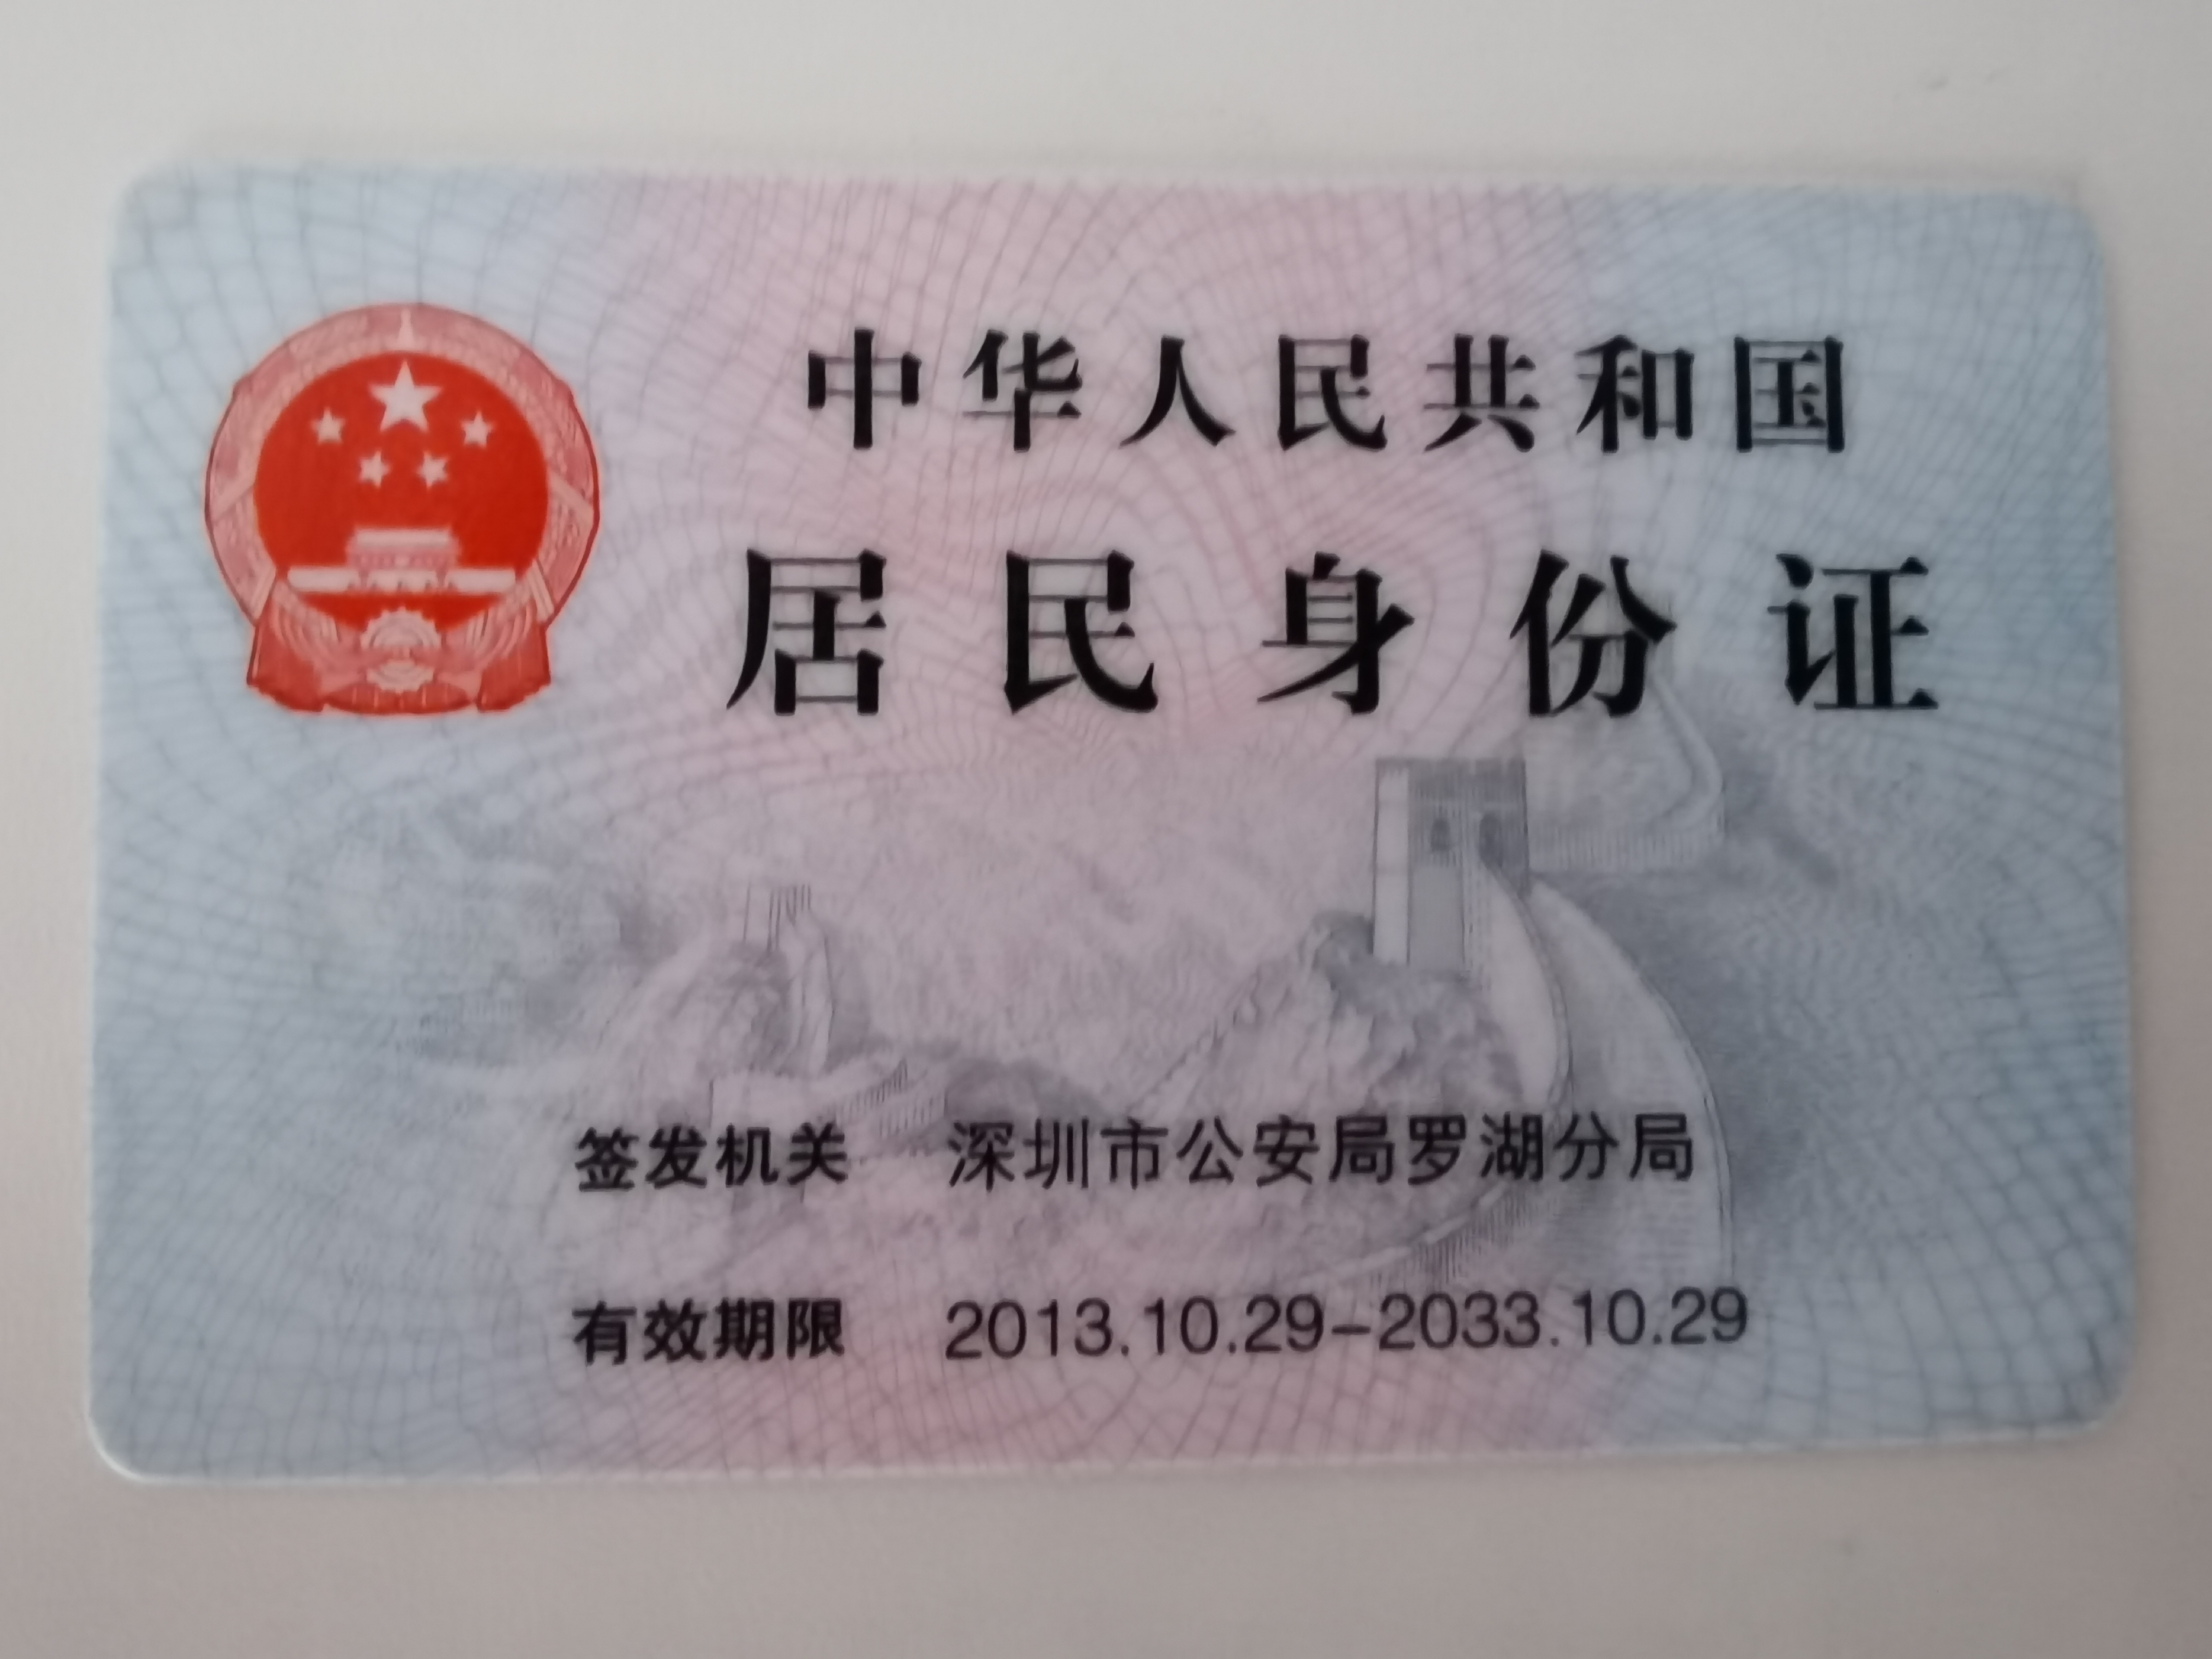 中华人民共和国
居民身份证
签发机关 深圳市公安局罗湖分局
有效期限 2013.10.29-2033.10.29